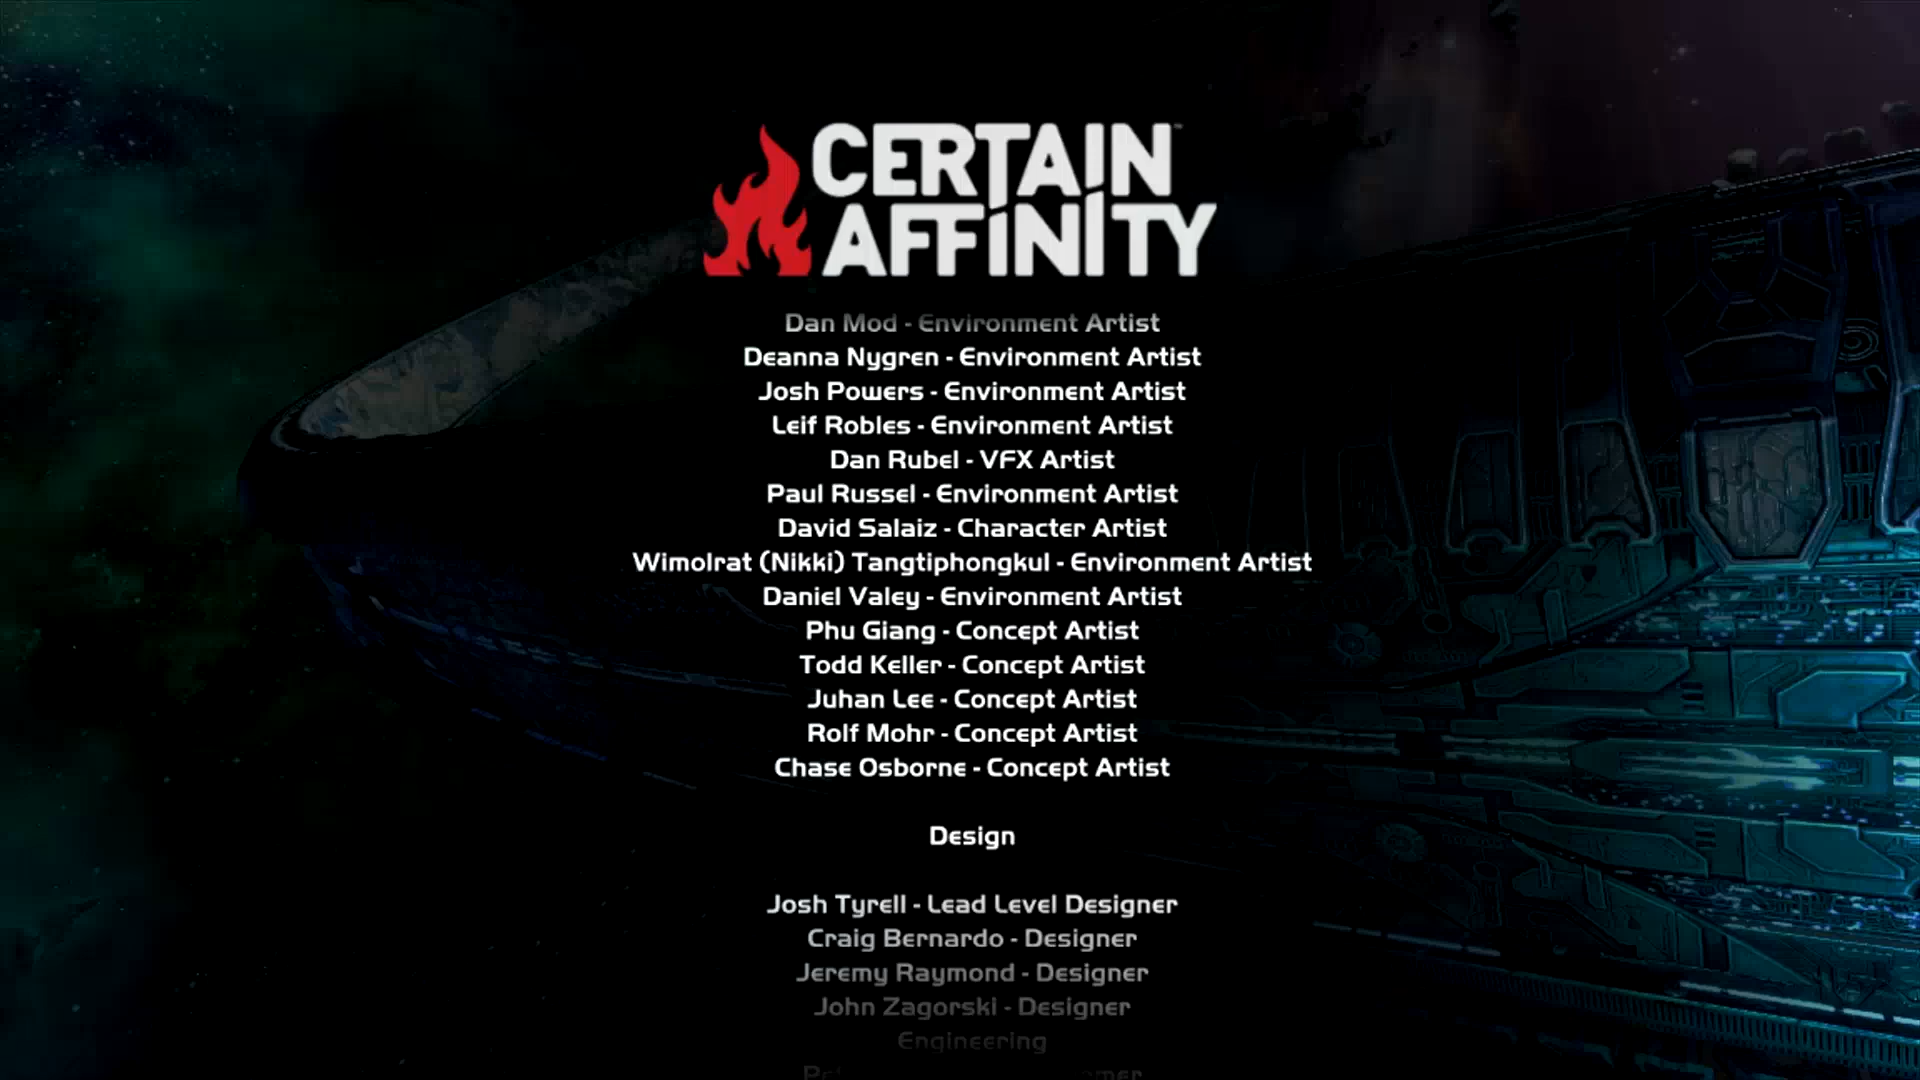 CERTAIN™
AFFINITY
Dan Mod - Environment Artist
Deanna Nygren - Environment Artist
Josh Powers - Environment Artist
Leif Robles - Environment Artist
Dan Rubel - VFX Artist
Paul Russel - Environment Artist
David Salaiz - Character Artist
Wimolrat (Nikki) Tangtiphongkul - Environment Artist
Daniel Valey - Environment Artist
Phu Giang - Concept Artist
Todd Keller - Concept Artist
Juhan Lee - Concept Artist
Rolf Mohr - Concept Artist
Chase Osborne - Concept Artist
Design
Josh Tyrell - Lead Level Designer
Craig Bernardo - Designer
Jeremy Raymond - Designer
John Zagorski - Designer
Engineering